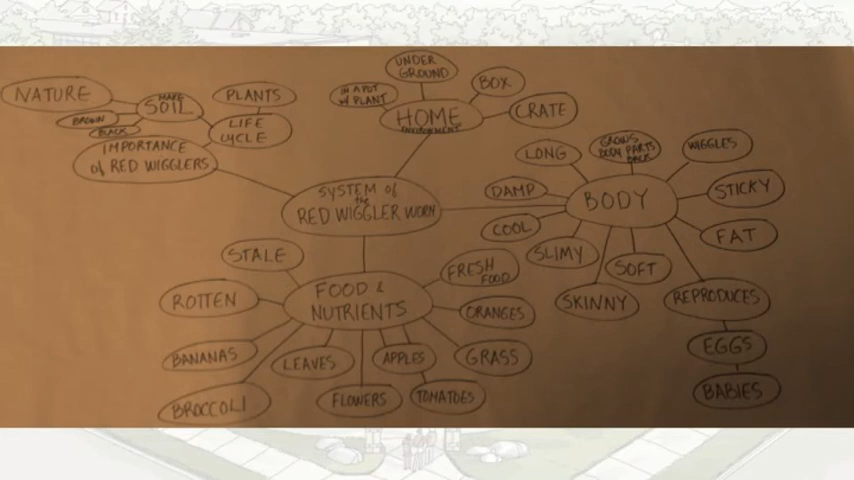 NATURE
MAKE
SOIL
BROWN
BLACK
PLANTS
LIFE
CYCLE
IMPORTANCE
of RED WIGGLERS
UNDER
GROUND
IN A POT
W/ PLANT
BOX
CRATE
HOME
ENVIRONMENT
SYSTEM of
the
RED WIGGLER WORM
LONG
GROWS
BODY PARTS
BACK
WIGGLES
DAMP
BODY
STICKY
COOL
FAT
SLIMY
SOFT
SKINNY
REPRODUCES
EGGS
BABIES
STALE
FRESH
FOOD
ROTTEN
FOOD &
NUTRIENTS
ORANGES
BANANAS
LEAVES
APPLES
GRASS
BROCCOLI
FLOWERS
TOMATOES